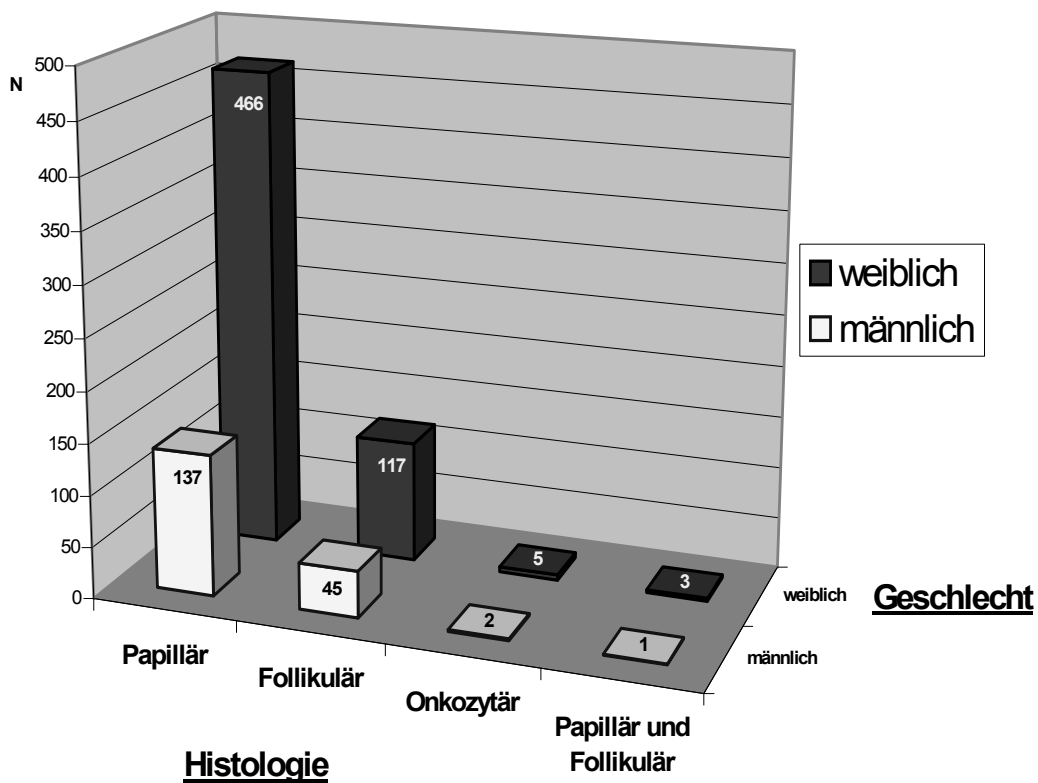 N
500
450
400
350
300
250
200
150
100
50
0
466
137
117
45
5
3
2
1
weiblich
männlich
weiblich
männlich
Geschlecht
Papillär
Follikulär
Onkozytär
Papillär und
Follikulär
Histologie